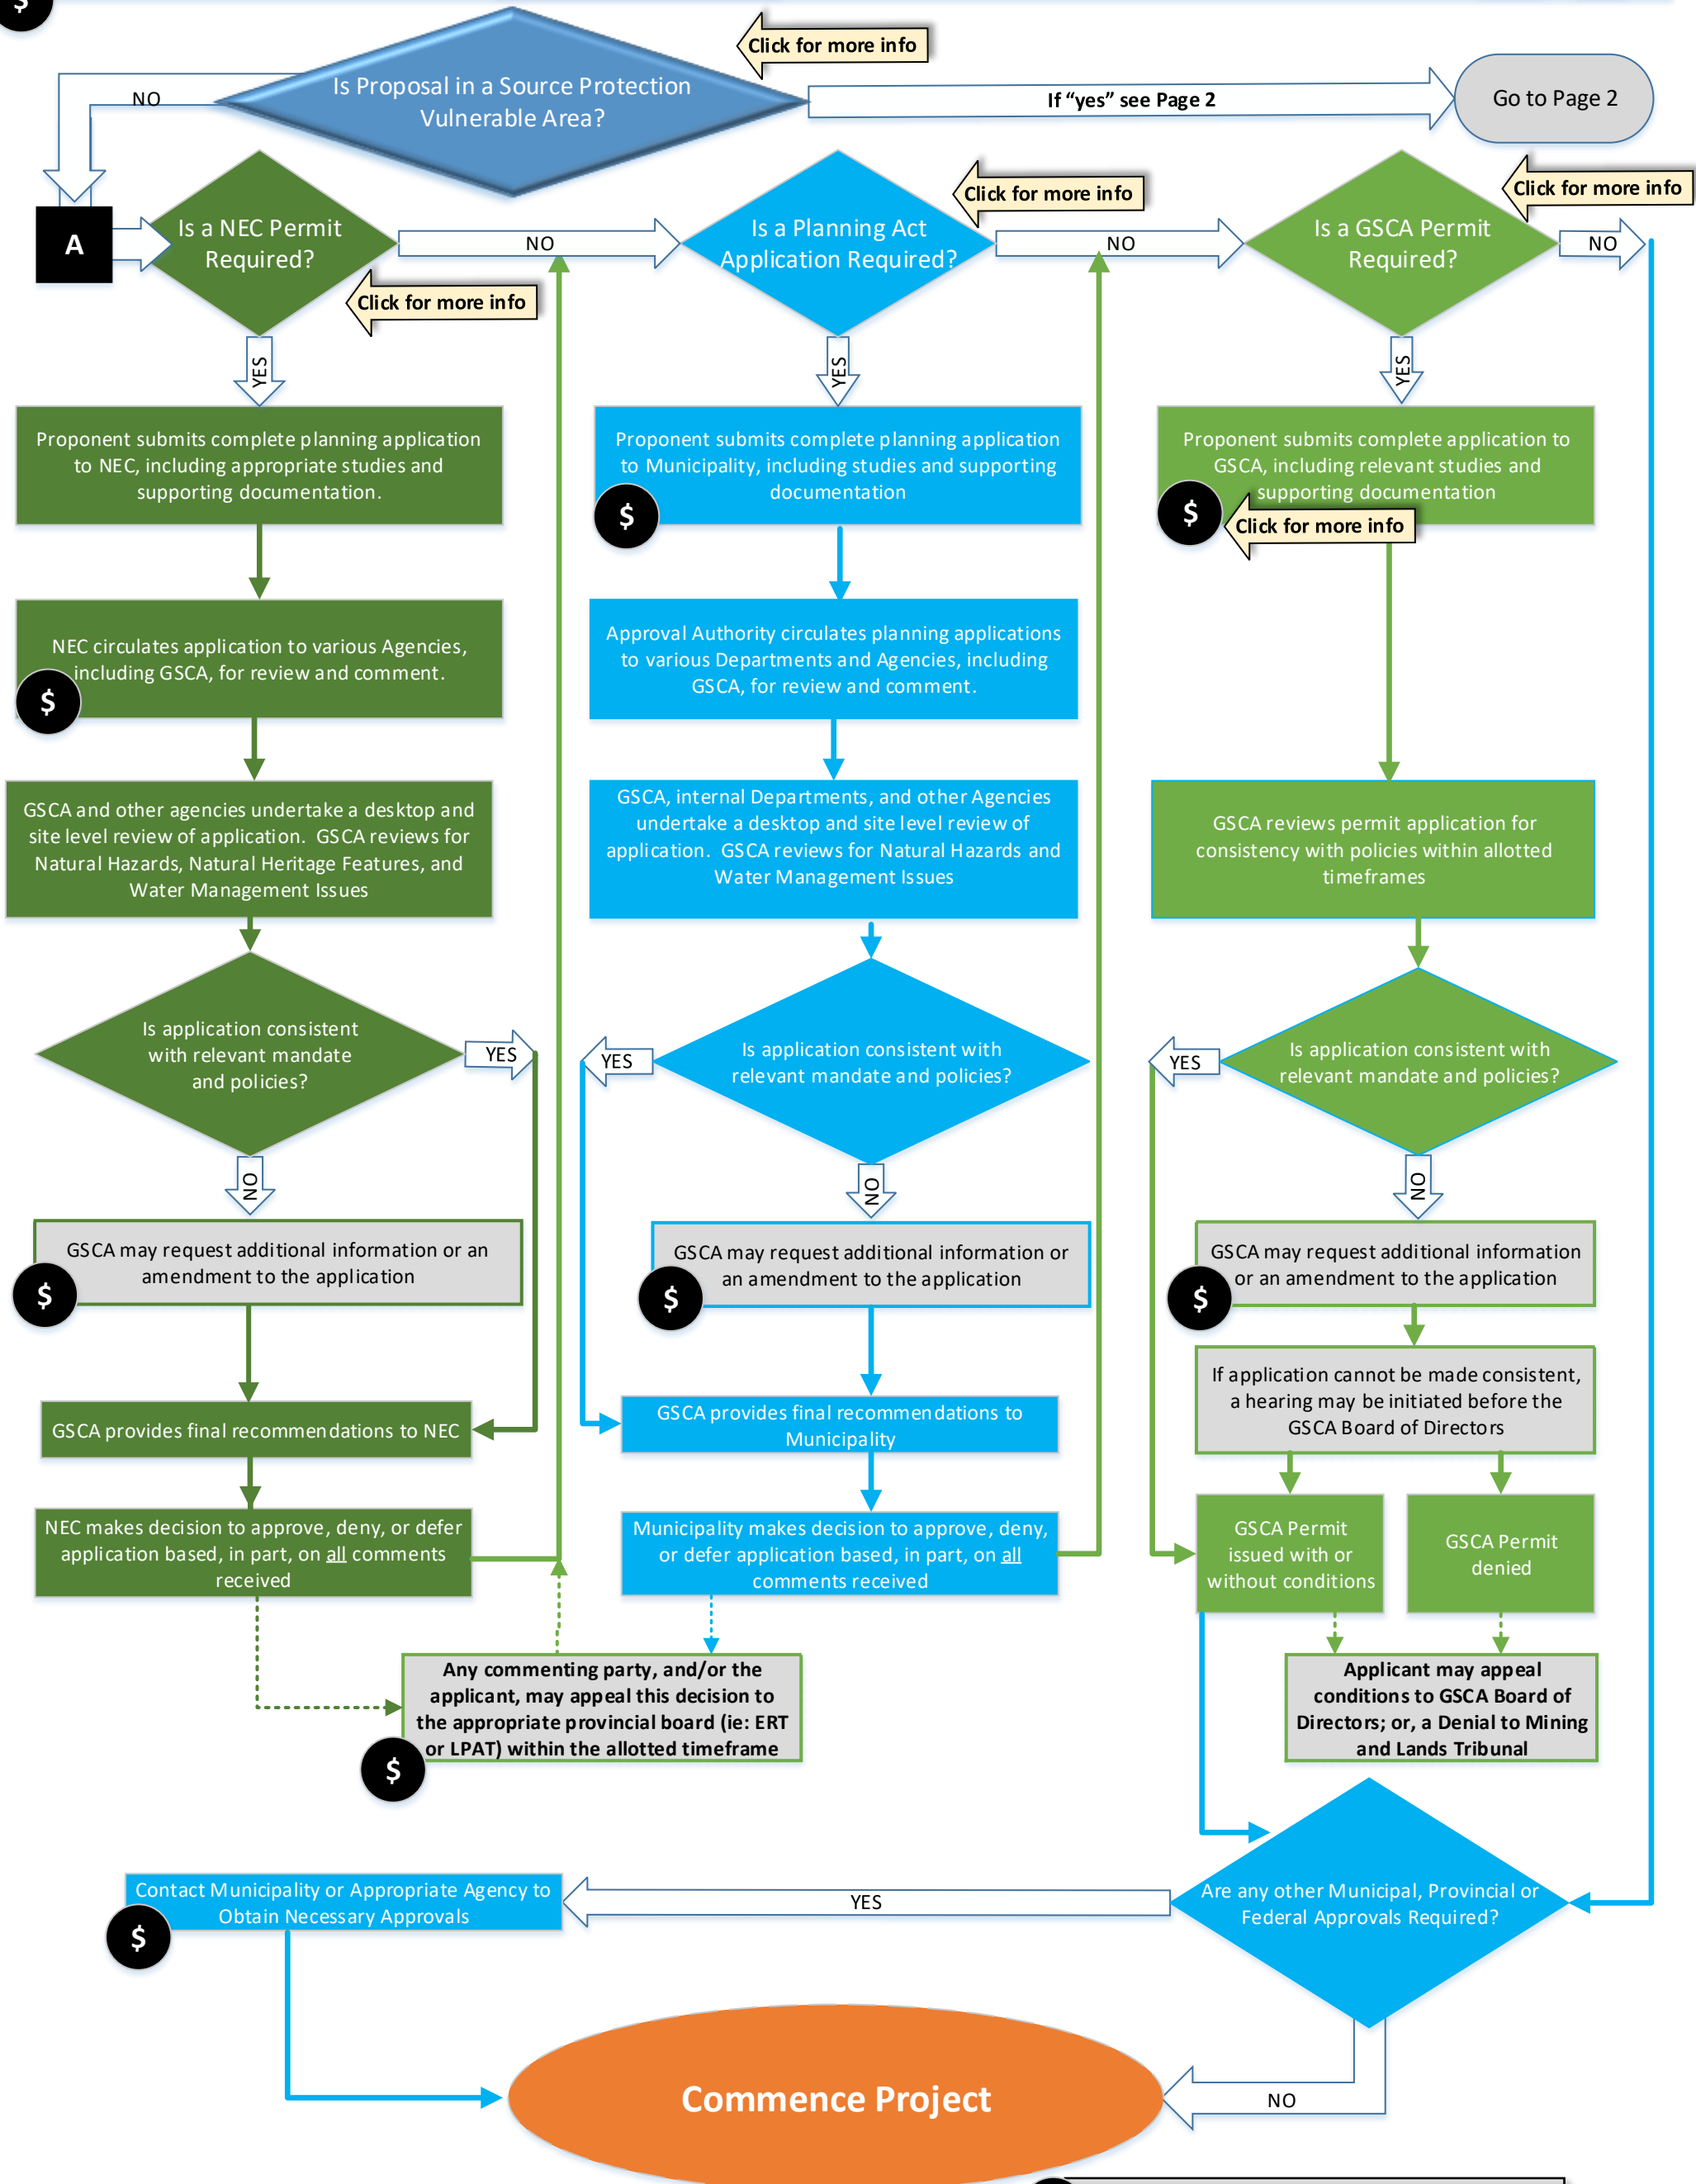 $
Click for more info
Is Proposal in a Source Protection
Vulnerable Area?
NO
If “yes” see Page 2
Go to Page 2
Click for more info
Click for more info
A
Is a NEC Permit
Required?
NO
Is a Planning Act
Application Required?
NO
Is a GSCA Permit
Required?
NO
Click for more info
YES
YES
YES
Proponent submits complete planning application
to NEC, including appropriate studies and
supporting documentation.
Proponent submits complete planning application
to Municipality, including studies and supporting
documentation
$
Proponent submits complete application to
GSCA, including relevant studies and
supporting documentation
$
Click for more info
NEC circulates application to various Agencies,
including GSCA, for review and comment.
$
Approval Authority circulates planning applications
to various Departments and Agencies, including
GSCA, for review and comment.
GSCA and other agencies undertake a desktop and
site level review of application. GSCA reviews for
Natural Hazards, Natural Heritage Features, and
Water Management Issues
GSCA, internal Departments, and other Agencies
undertake a desktop and site level review of
application. GSCA reviews for Natural Hazards and
Water Management Issues
GSCA reviews permit application for
consistency with policies within allotted
timeframes
Is application consistent
with relevant mandate
and policies?
YES
YES
Is application consistent with
relevant mandate and policies?
YES
Is application consistent with
relevant mandate and policies?
NO
NO
NO
GSCA may request additional information or an
amendment to the application
$
GSCA may request additional information or
an amendment to the application
$
GSCA may request additional information
or an amendment to the application
$
If application cannot be made consistent,
a hearing may be initiated before the
GSCA Board of Directors
GSCA provides final recommendations to NEC
GSCA provides final recommendations to
Municipality
NEC makes decision to approve, deny, or defer
application based, in part, on all comments
received
Municipality makes decision to approve, deny,
or defer application based, in part, on all
comments received
GSCA Permit
issued with or
without conditions
GSCA Permit
denied
Any commenting party, and/or the
applicant, may appeal this decision to
the appropriate provincial board (ie: ERT
or LPAT) within the allotted timeframe
$
Applicant may appeal
conditions to GSCA Board of
Directors; or, a Denial to Mining
and Lands Tribunal
Contact Municipality or Appropriate Agency to
Obtain Necessary Approvals
$
YES
Are any other Municipal, Provincial or
Federal Approvals Required?
Commence Project
NO